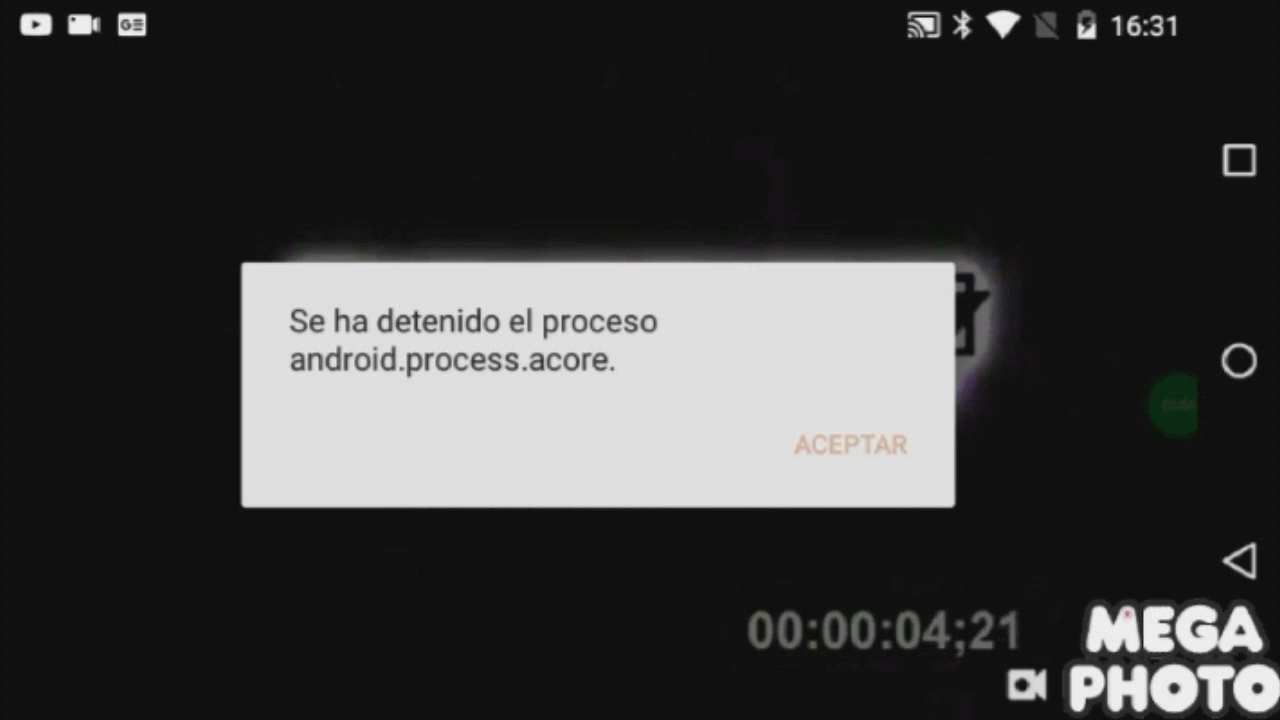 16:31
Se ha detenido el proceso
android.process.acore.
ACEPTAR
00:00:04;21
MEGA
PHOTO